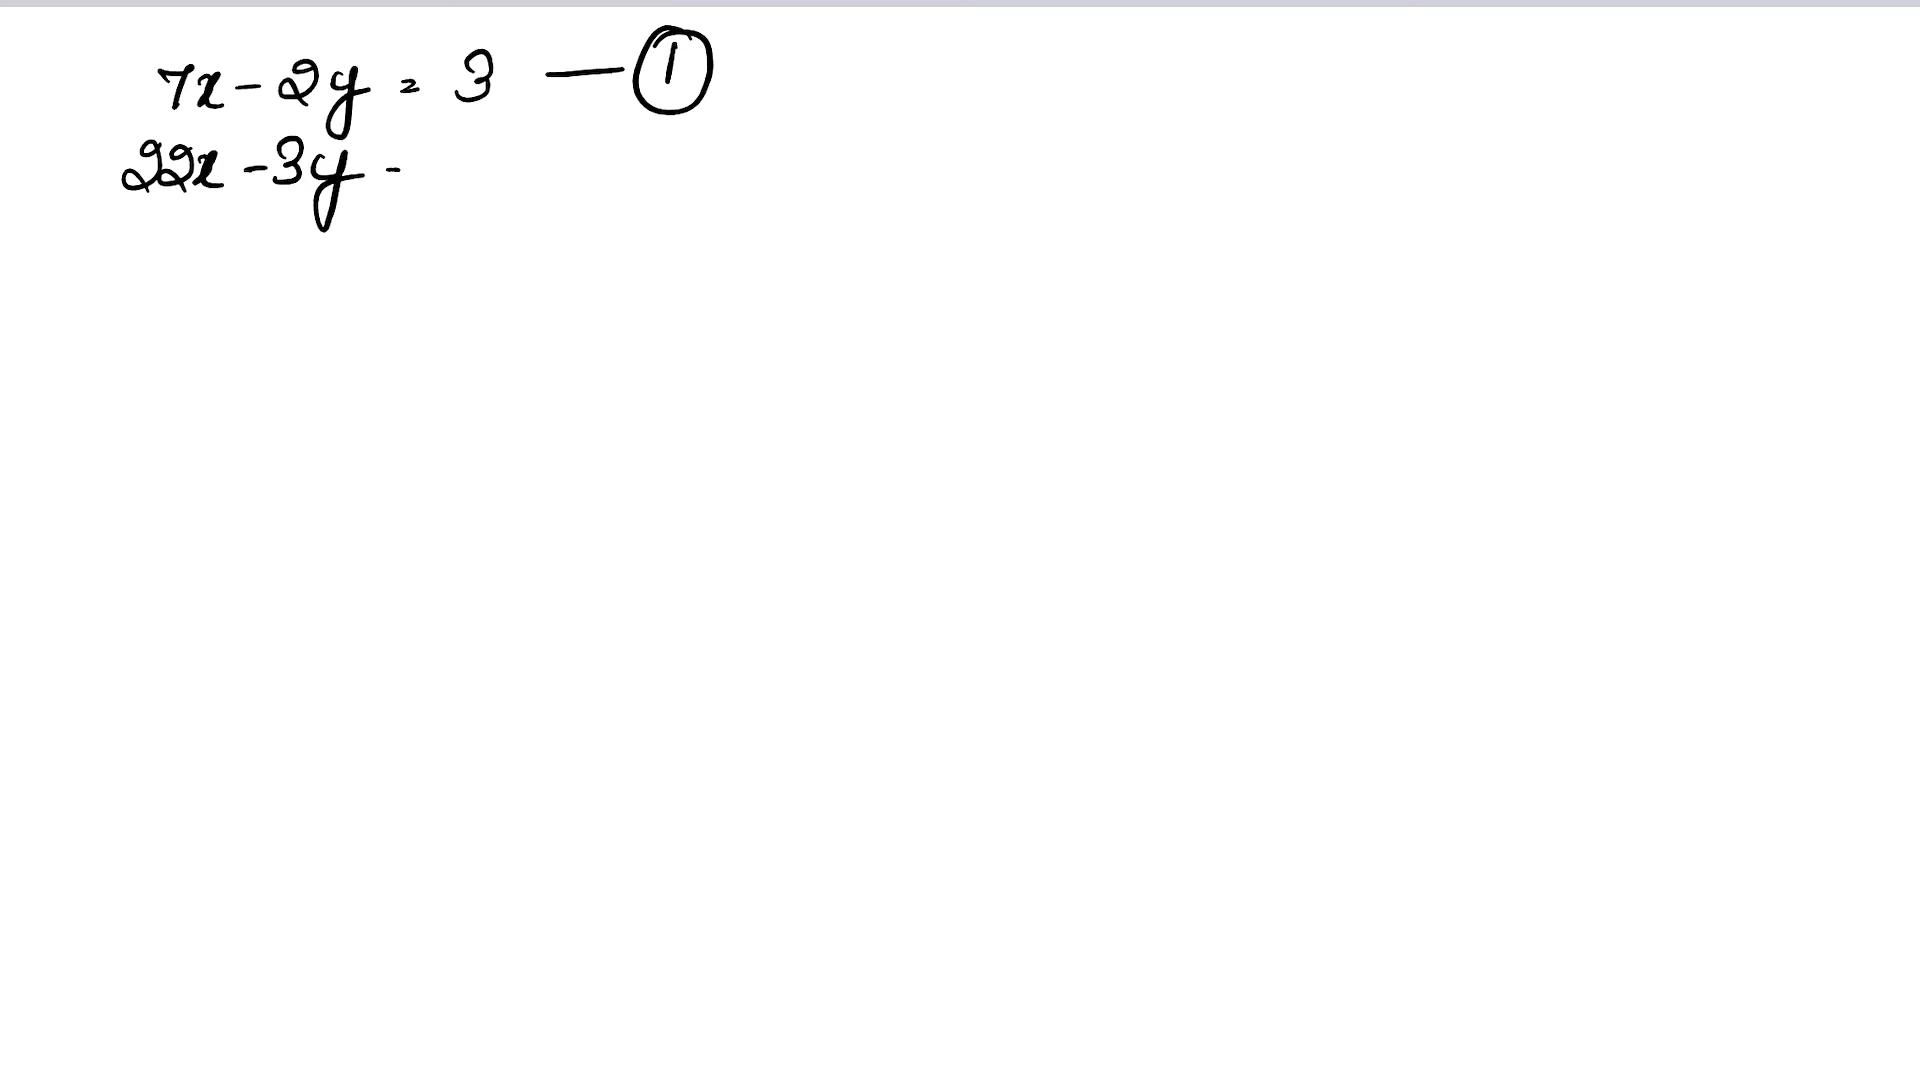 7x - 2y = 3 — ①
22x - 3y -